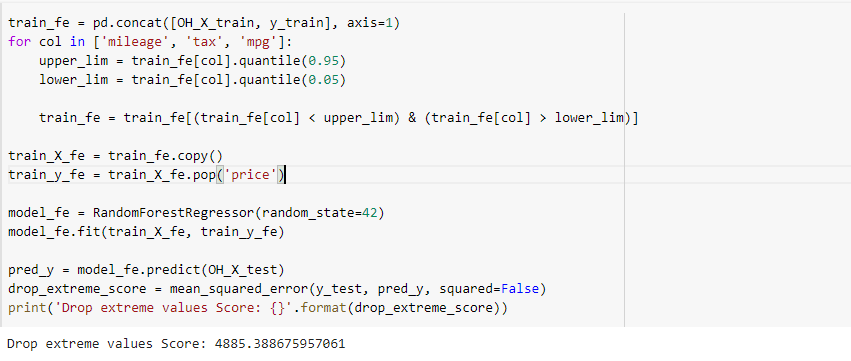 train_fe = pd.concat([OH_X_train, y_train], axis=1)
for col in ['mileage', 'tax', 'mpg']:
    upper_lim = train_fe[col].quantile(0.95)
    lower_lim = train_fe[col].quantile(0.05)

    train_fe = train_fe[(train_fe[col] < upper_lim) & (train_fe[col] > lower_lim)]

train_X_fe = train_fe.copy()
train_y_fe = train_X_fe.pop('price')

model_fe = RandomForestRegressor(random_state=42)
model_fe.fit(train_X_fe, train_y_fe)

pred_y = model_fe.predict(OH_X_test)
drop_extreme_score = mean_squared_error(y_test, pred_y, squared=False)
print('Drop extreme values Score: {}'.format(drop_extreme_score))

Drop extreme values Score: 4885.388675957061